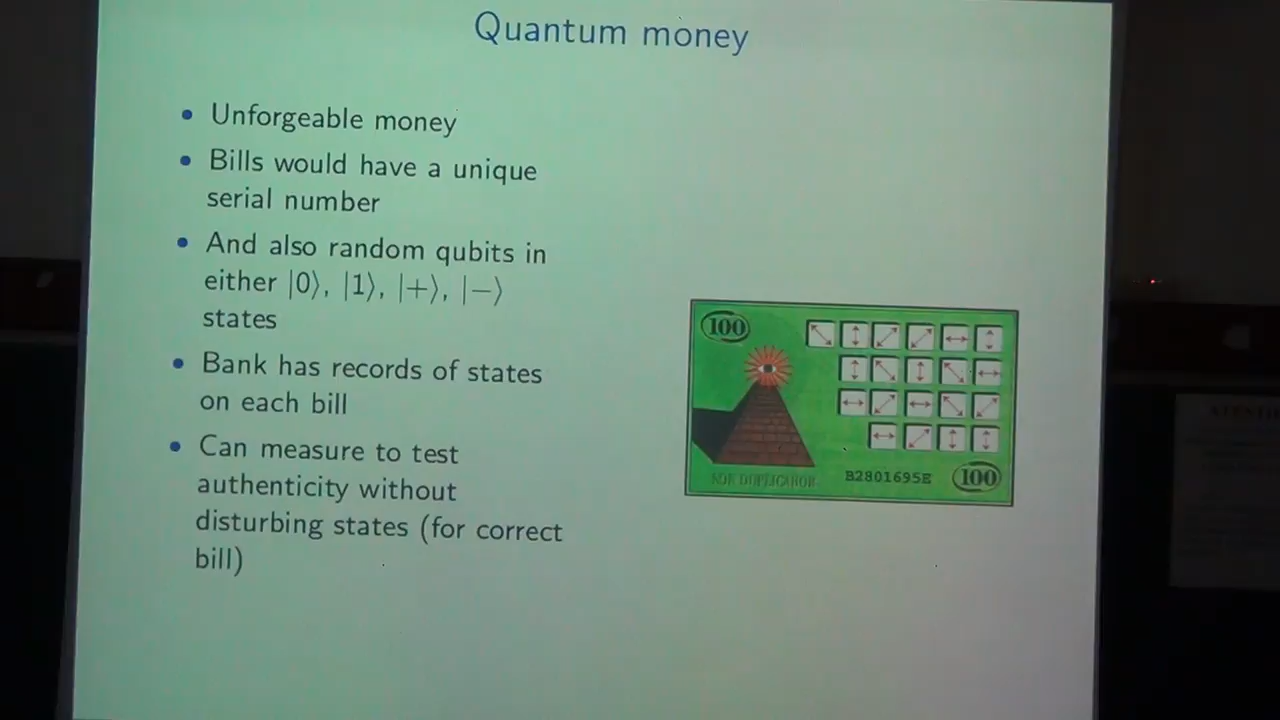 Quantum money
• Unforgeable money
• Bills would have a unique
serial number
• And also random qubits in
either |0⟩, |1⟩, |+⟩, |−⟩
states
• Bank has records of states
on each bill
• Can measure to test
authenticity without
disturbing states (for correct
bill)
100
B2801695E
100